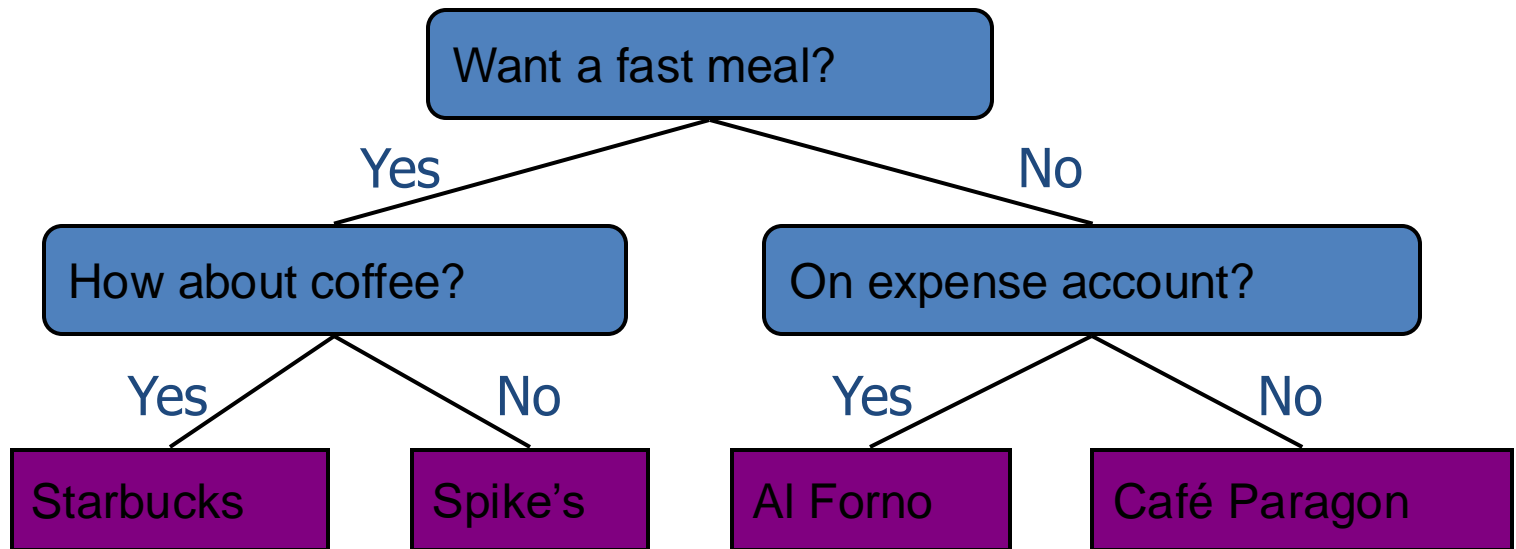 Want a fast meal?
Yes
No
How about coffee?
On expense account?
Yes
No
Yes
No
Starbucks
Spike’s
Al Forno
Café Paragon